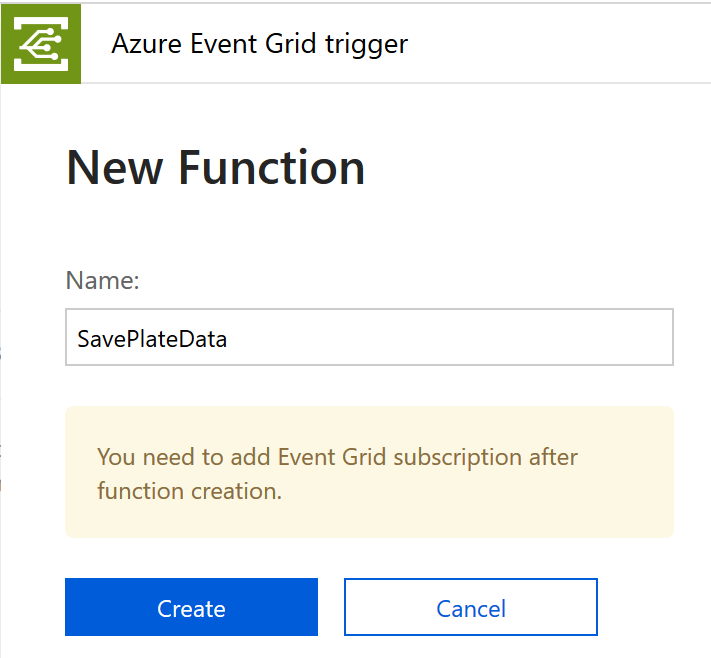 Azure Event Grid trigger
New Function
Name:
SavePlateData
You need to add Event Grid subscription after
function creation.
Create
Cancel